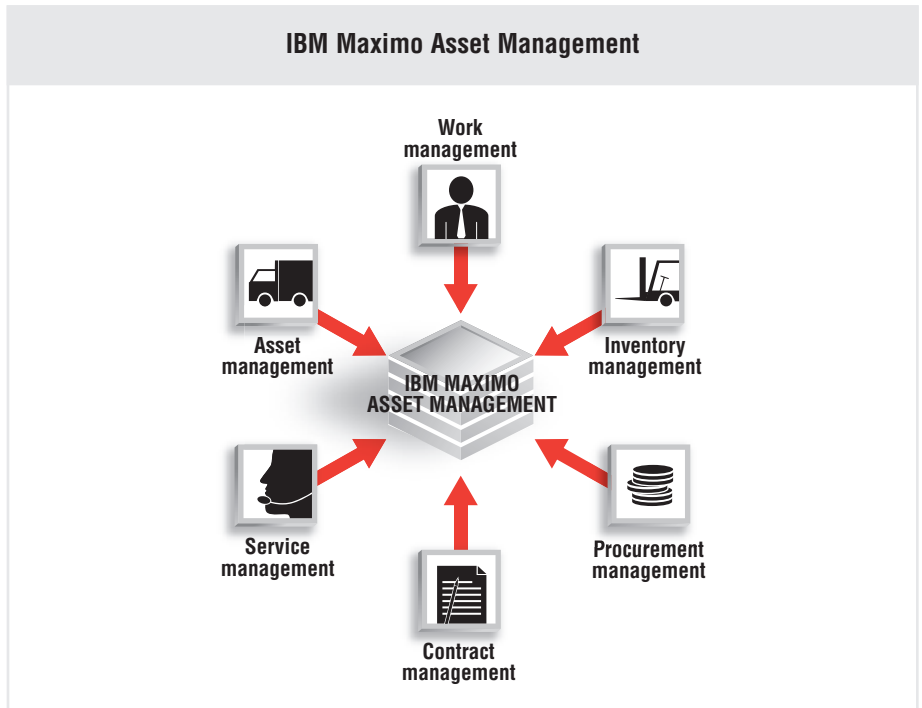 IBM Maximo Asset Management
Work
management
Asset
management
Inventory
management
IBM MAXIMO
ASSET MANAGEMENT
Service
management
Procurement
management
Contract
management